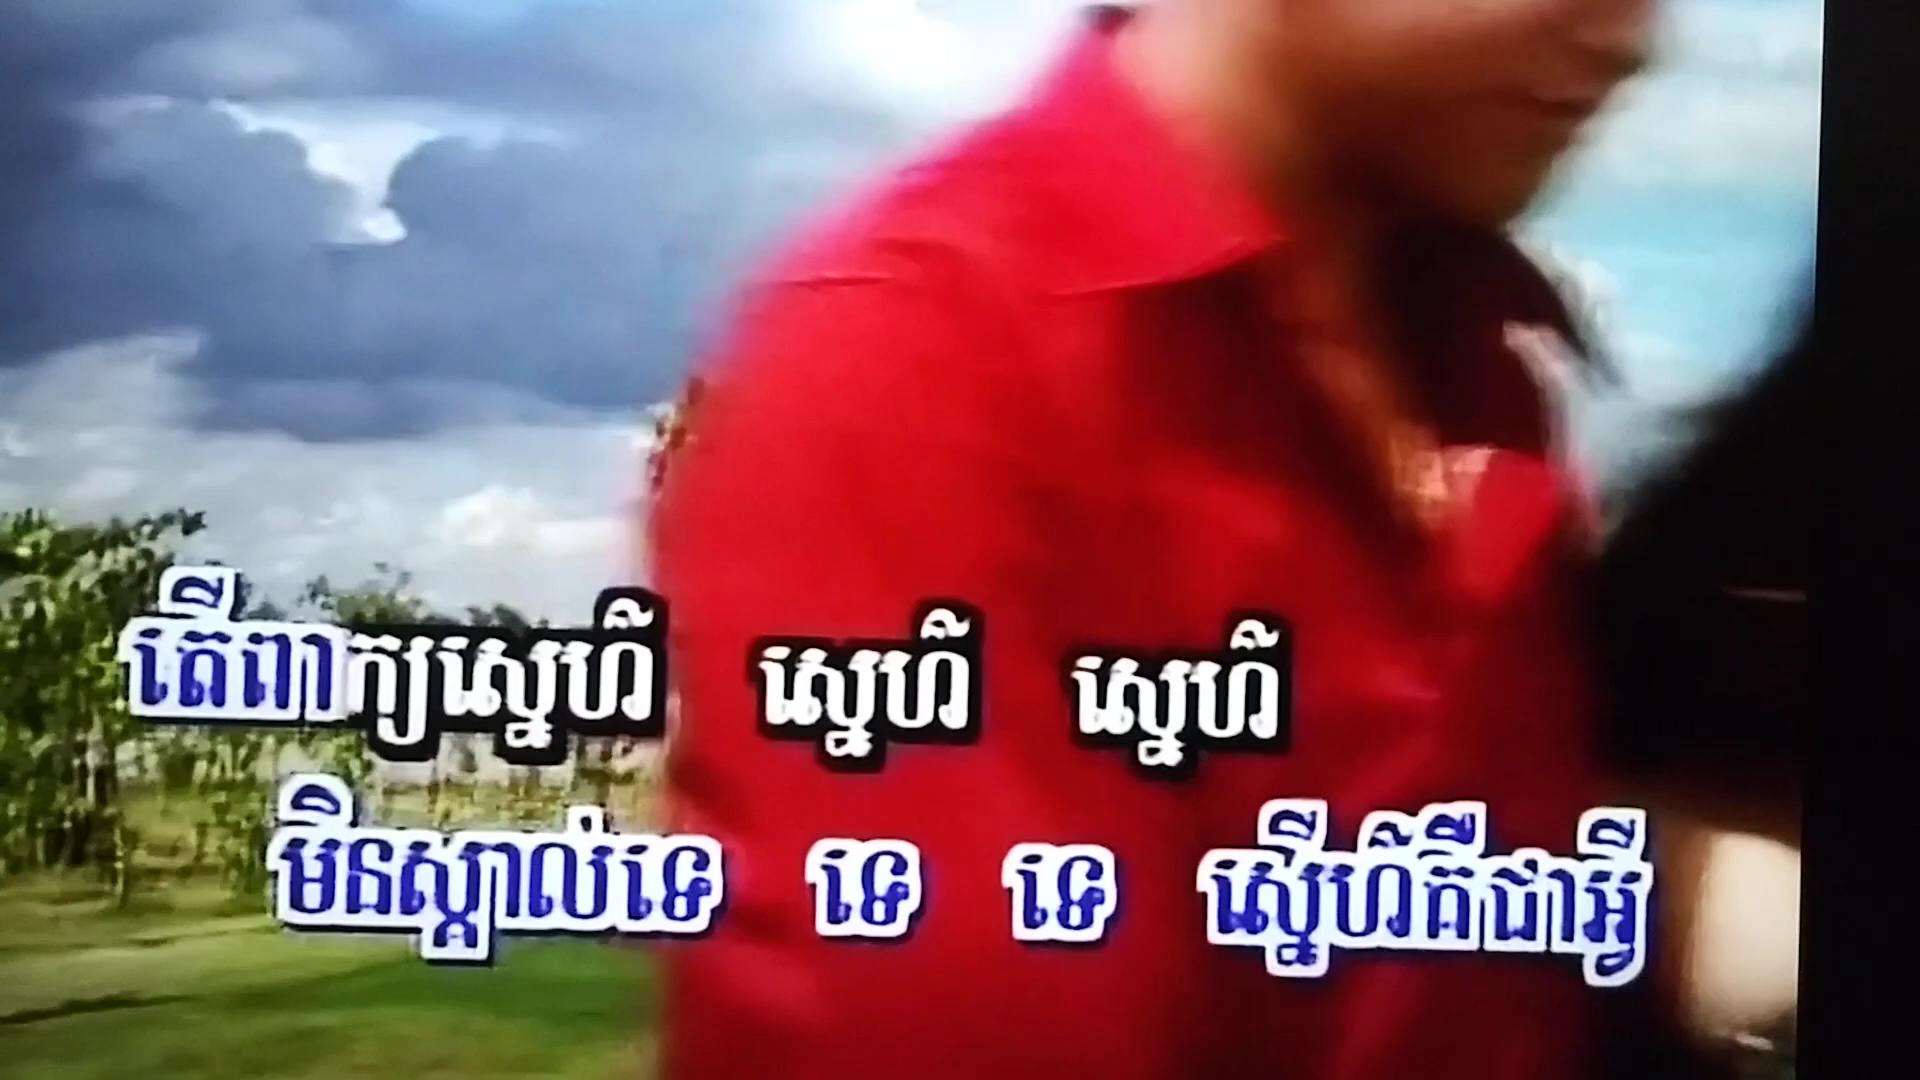 តើពាក្យស្នេហ៍ ស្នេហ៍ ស្នេហ៍
មិនស្គាល់ទេ ទេ ទេ ស្នើហ៍គឺជាអ្វី